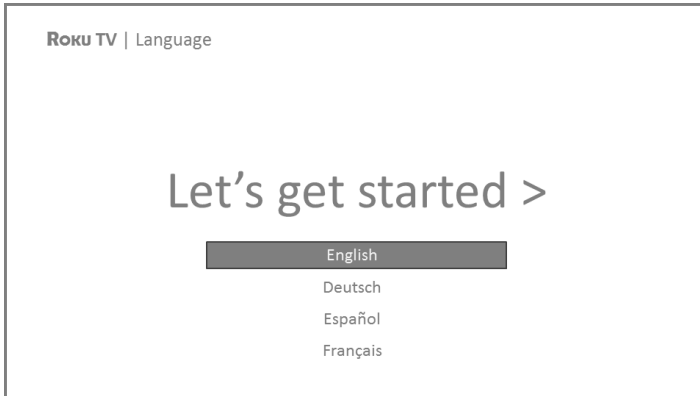 Roku TV | Language
Let's get started >
English
Deutsch
Español
Français